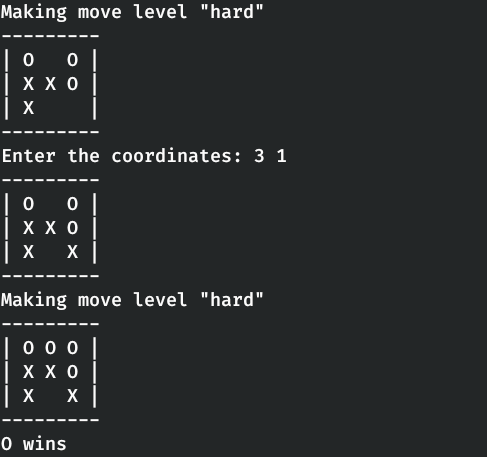 Making move level "hard"
---------
| O   O |
| X X O |
| X     |
---------
Enter the coordinates: 3 1
---------
| O   O |
| X X O |
| X   X |
---------
Making move level "hard"
---------
| O O O |
| X X O |
| X   X |
---------
O wins